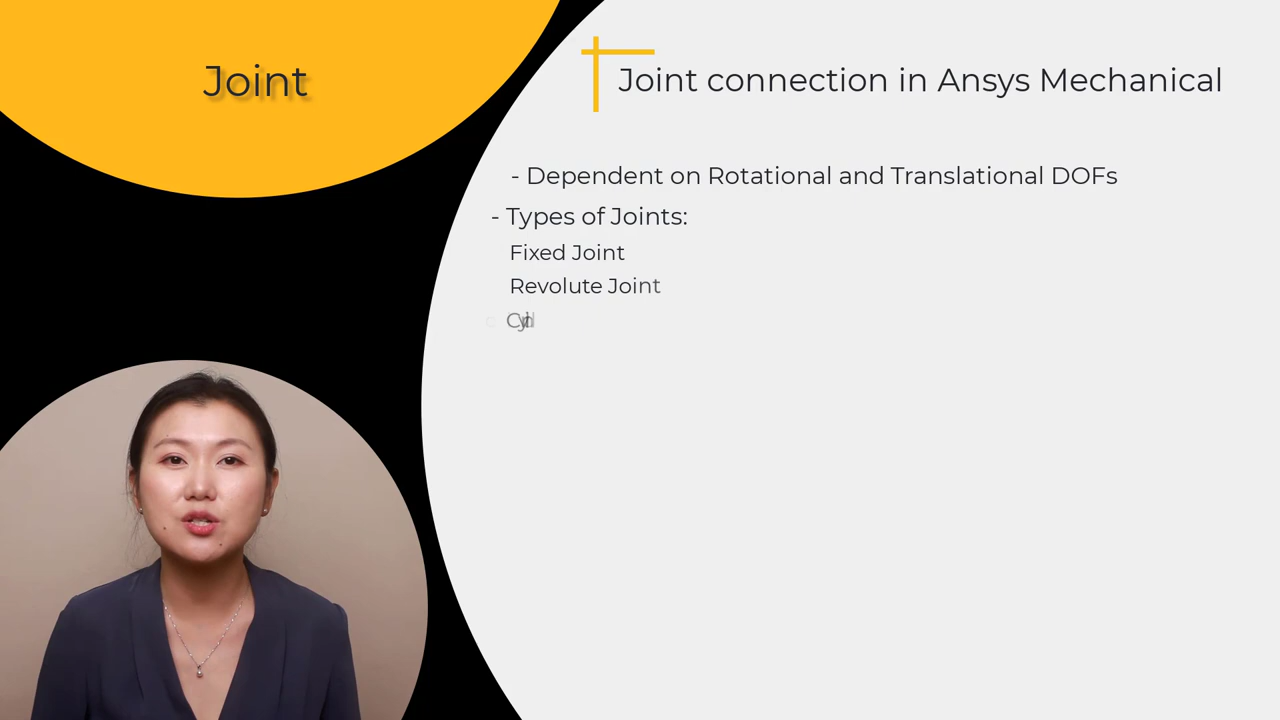 Joint
Joint connection in Ansys Mechanical
- Dependent on Rotational and Translational DOFs
- Types of Joints:
Fixed Joint
Revolute Joint